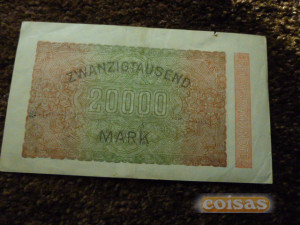 ZWANZIGTAUSEND
20000
MARK
coisas